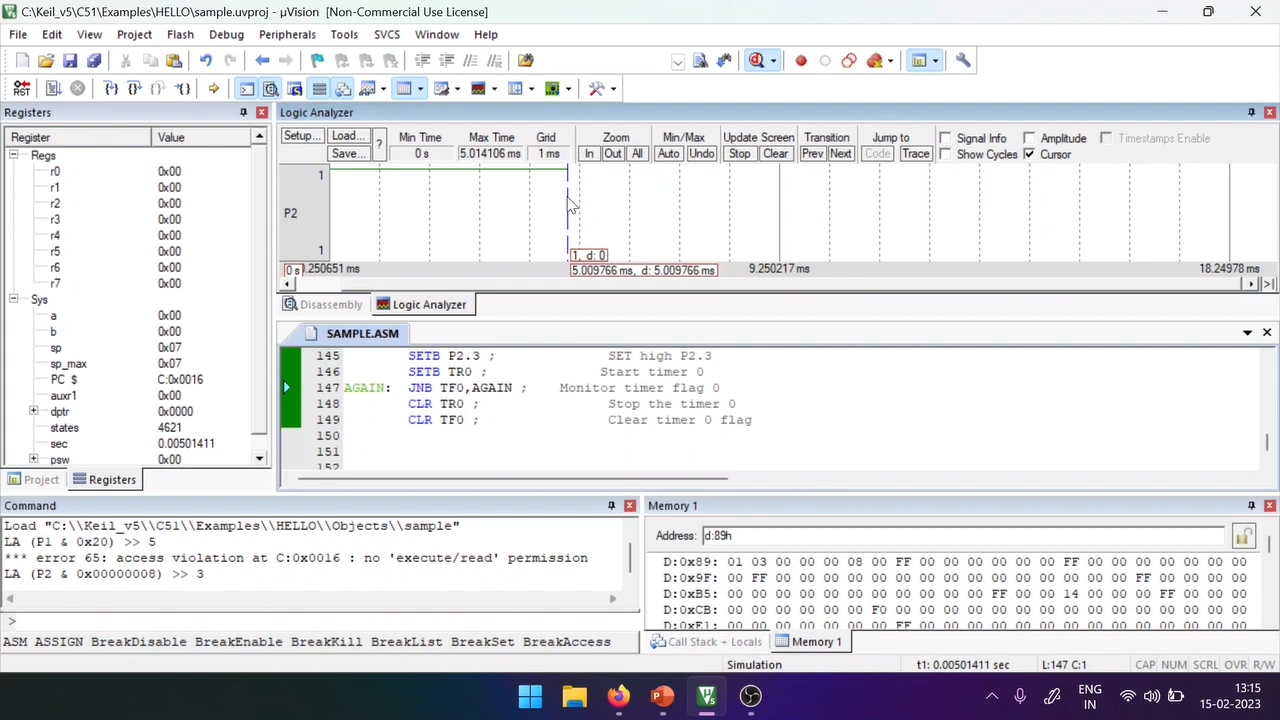 C:\Keil_v5\C51\Examples\HELLO\sample.uvproj - µVision [Non-Commercial Use License]
File Edit View Project Flash Debug Peripherals Tools SVCS Window Help
RST
Registers
Register Value
Regs
r0 0x00
r1 0x00
r2 0x00
r3 0x00
r4 0x00
r5 0x00
r6 0x00
r7 0x00
Sys
a 0x00
b 0x00
sp 0x07
sp_max 0x07
PC $ C:0x0016
auxr1 0x00
dptr 0x0000
states 4621
sec 0.00501411
psw 0x00
Project Registers
Logic Analyzer
Setup... Load... Min Time Max Time Grid Zoom Min/Max Update Screen Transition Jump to Signal Info Amplitude Timestamps Enable
Save... ? 0 s 5.014106 ms 1 ms In Out All Auto Undo Stop Clear Prev Next Code Trace Show Cycles Cursor
1
P2
1
1, d: 0
0 s .250651 ms 5.009766 ms, d: 5.009766 ms 9.250217 ms 18.24978 ms
Disassembly Logic Analyzer
SAMPLE.ASM
145 SETB P2.3 ; SET high P2.3
146 SETB TR0 ; Start timer 0
147 AGAIN: JNB TF0,AGAIN ; Monitor timer flag 0
148 CLR TR0 ; Stop the timer 0
149 CLR TF0 ; Clear timer 0 flag
150
151
152
Command
Load "C:\\Keil_v5\\C51\\Examples\\HELLO\\Objects\\sample"
LA (P1 & 0x20) >> 5
*** error 65: access violation at C:0x0016 : no 'execute/read' permission
LA (P2 & 0x00000008) >> 3
>
ASM ASSIGN BreakDisable BreakEnable BreakKill BreakList BreakSet BreakAccess
Memory 1
Address: d:89h
D:0x89: 01 03 00 00 00 08 00 FF 00 00 00 00 00 00 FF 00 00 00 00 00 00 00
D:0x9F: 00 FF 00 00 00 00 00 00 00 00 00 00 00 00 00 00 00 FF 00 00 00 00
D:0xB5: 00 00 00 00 00 00 00 00 00 00 00 FF 00 00 14 00 00 00 FF 00 00 00
D:0xCB: 00 00 00 00 00 F0 00 00 00 00 00 00 00 00 00 00 00 00 00 00 00 00
Call Stack + Locals Memory 1
Simulation t1: 0.00501411 sec L:147 C:1 CAP NUM SCRL OVR R/W
ENG
IN
13:15
15-02-2023